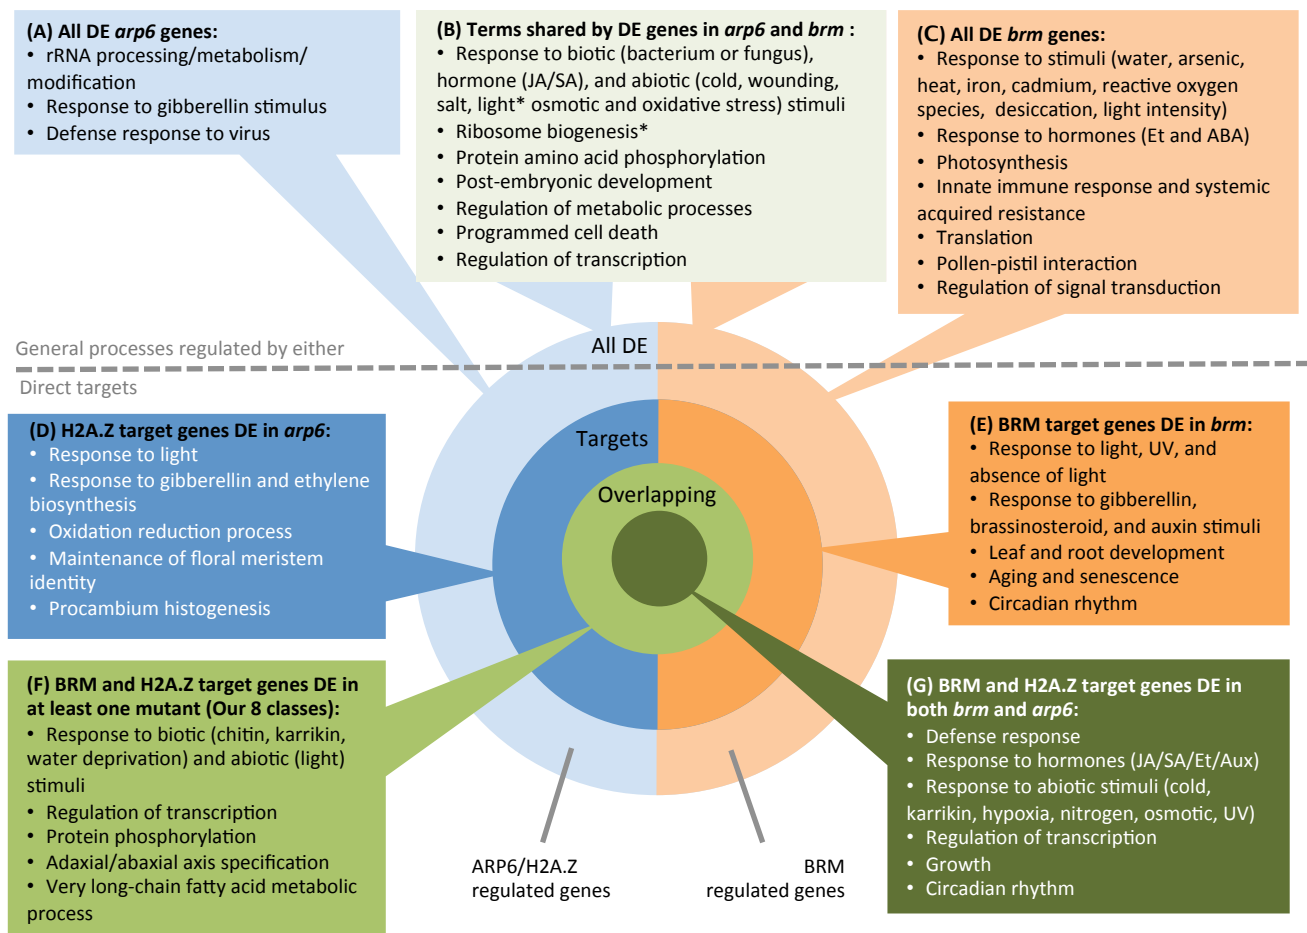 (A) All DE arp6 genes:
• rRNA processing/metabolism/
modification
• Response to gibberellin stimulus
• Defense response to virus
(B) Terms shared by DE genes in arp6 and brm :
• Response to biotic (bacterium or fungus),
hormone (JA/SA), and abiotic (cold, wounding,
salt, light* osmotic and oxidative stress) stimuli
• Ribosome biogenesis*
• Protein amino acid phosphorylation
• Post-embryonic development
• Regulation of metabolic processes
• Programmed cell death
• Regulation of transcription
(C) All DE brm genes:
• Response to stimuli (water, arsenic,
heat, iron, cadmium, reactive oxygen
species, desiccation, light intensity)
• Response to hormones (Et and ABA)
• Photosynthesis
• Innate immune response and systemic
acquired resistance
• Translation
• Pollen-pistil interaction
• Regulation of signal transduction
General processes regulated by either
Direct targets
All DE
Targets
Overlapping
(D) H2A.Z target genes DE in arp6:
• Response to light
• Response to gibberellin and ethylene
biosynthesis
• Oxidation reduction process
• Maintenance of floral meristem
identity
• Procambium histogenesis
(E) BRM target genes DE in brm:
• Response to light, UV, and
absence of light
• Response to gibberellin,
brassinosteroid, and auxin stimuli
• Leaf and root development
• Aging and senescence
• Circadian rhythm
(F) BRM and H2A.Z target genes DE in
at least one mutant (Our 8 classes):
• Response to biotic (chitin, karrikin,
water deprivation) and abiotic (light)
stimuli
• Regulation of transcription
• Protein phosphorylation
• Adaxial/abaxial axis specification
• Very long-chain fatty acid metabolic
process
(G) BRM and H2A.Z target genes DE in
both brm and arp6:
• Defense response
• Response to hormones (JA/SA/Et/Aux)
• Response to abiotic stimuli (cold,
karrikin, hypoxia, nitrogen, osmotic, UV)
• Regulation of transcription
• Growth
• Circadian rhythm
ARP6/H2A.Z
regulated genes
BRM
regulated genes